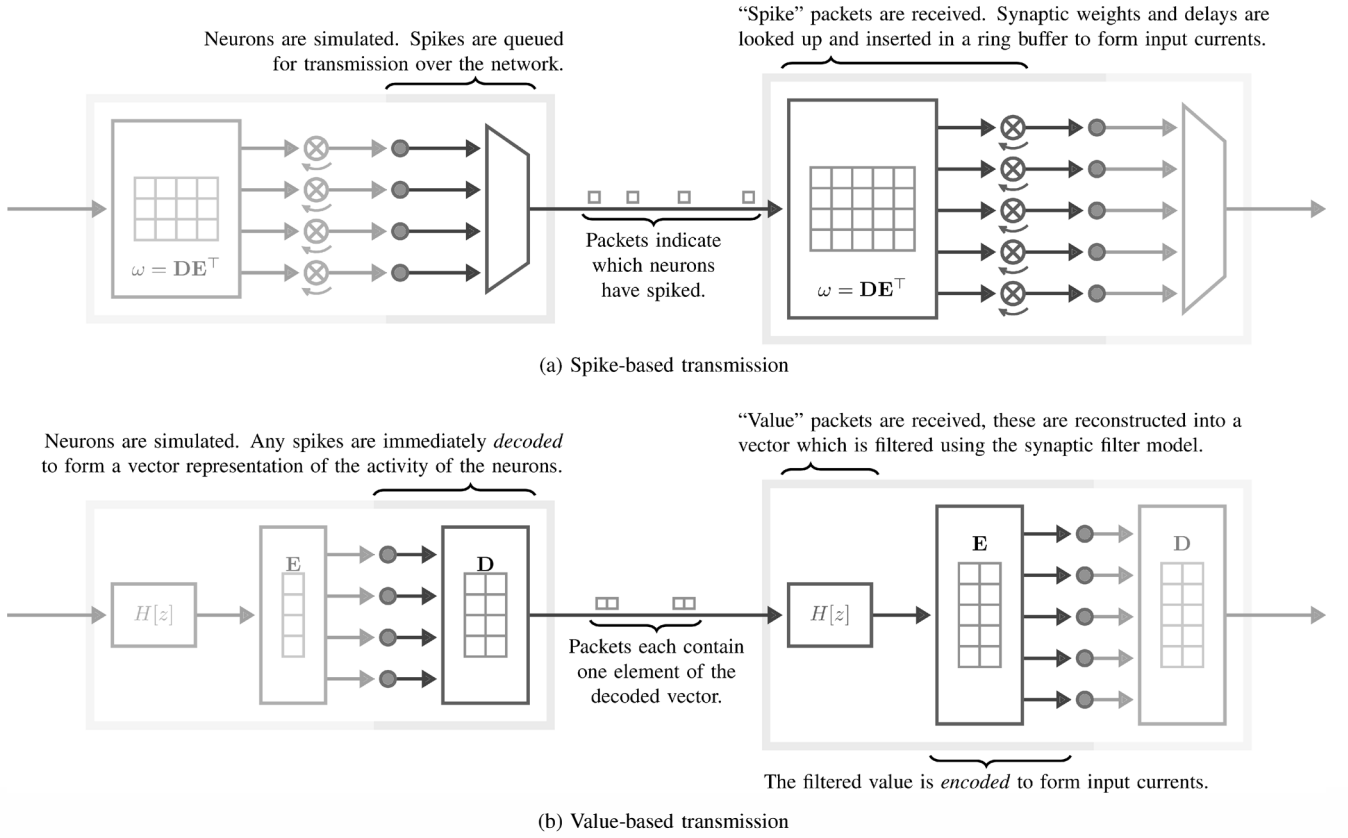 Neurons are simulated. Spikes are queued
for transmission over the network.
“Spike” packets are received. Synaptic weights and delays are
looked up and inserted in a ring buffer to form input currents.
ω = DE⊤
Packets indicate
which neurons
have spiked.
ω = DE⊤
(a) Spike-based transmission
Neurons are simulated. Any spikes are immediately decoded
to form a vector representation of the activity of the neurons.
“Value” packets are received, these are reconstructed into a
vector which is filtered using the synaptic filter model.
H[z]
E
D
Packets each contain
one element of the
decoded vector.
H[z]
E
D
The filtered value is encoded to form input currents.
(b) Value-based transmission